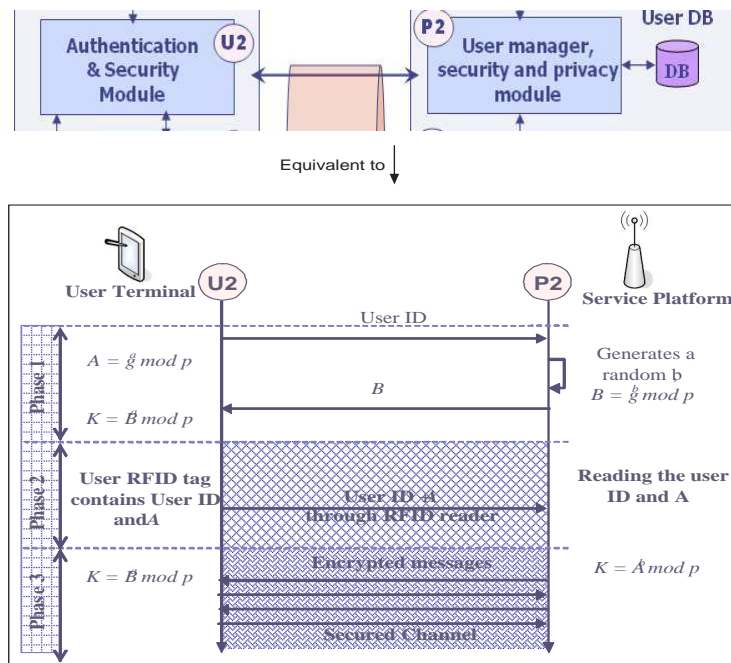 Authentication
& Security
Module
U2
P2
User manager,
security and privacy
module
User DB
DB
Equivalent to
User Terminal
U2
P2
Service Platform
Phase 1
User ID
A = g^a mod p
Generates a
random b
B = g^b mod p
B
K = B^a mod p
Phase 2
User RFID tag
contains User ID
andA
User ID +A
through RFID reader
Reading the user
ID and A
Phase 3
Encrypted messages
K = B^a mod p
K = A^b mod p
Secured Channel